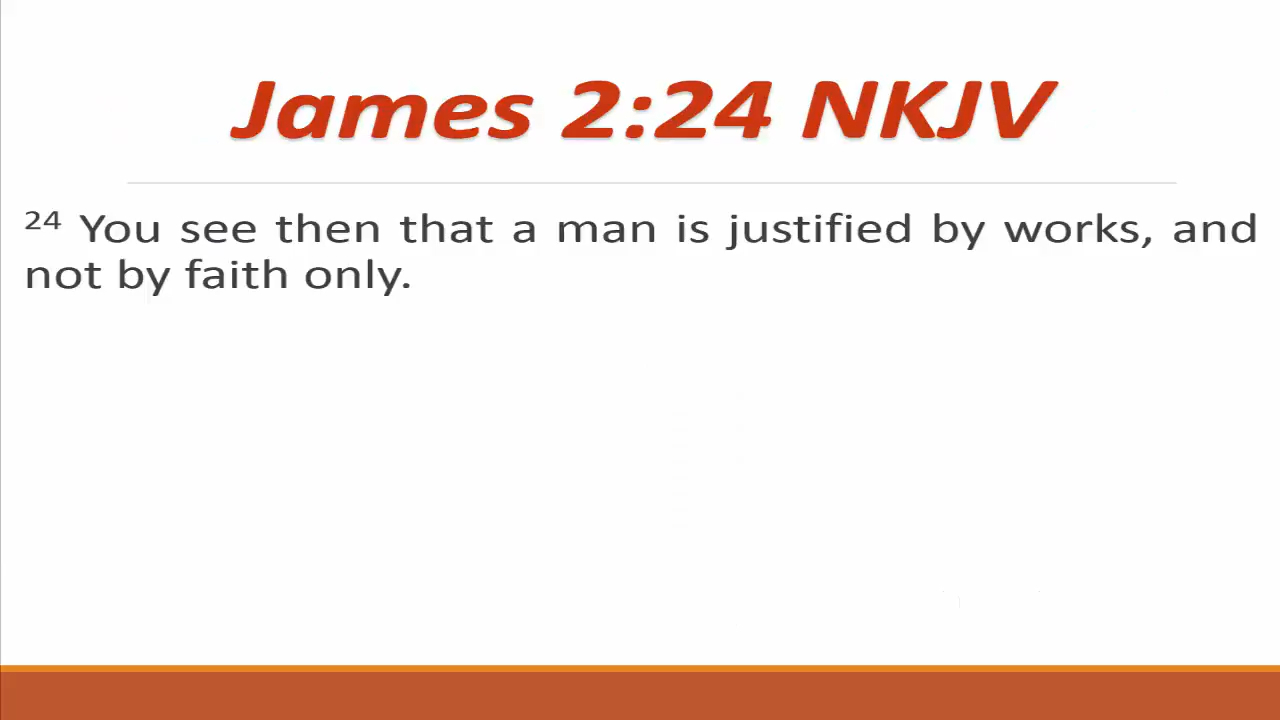 James 2:24 NKJV
24 You see then that a man is justified by works, and
not by faith only.